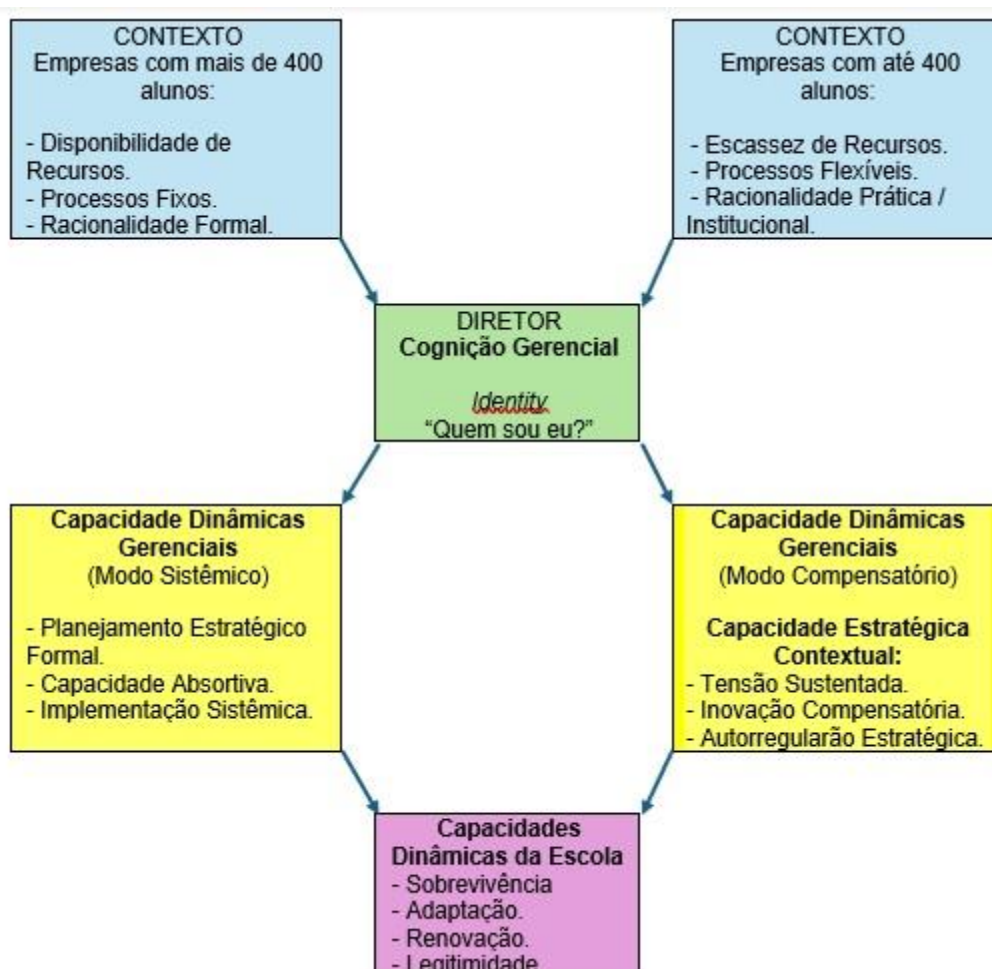 CONTEXTO
Empresas com mais de 400
alunos:
- Disponibilidade de
Recursos.
- Processos Fixos.
- Racionalidade Formal.
CONTEXTO
Empresas com até 400
alunos:
- Escassez de Recursos.
- Processos Flexíveis.
- Racionalidade Prática /
Institucional.
DIRETOR
Cognição Gerencial
Identity
“Quem sou eu?”
Capacidade Dinâmicas
Gerenciais
(Modo Sistêmico)
- Planejamento Estratégico
Formal.
- Capacidade Absortiva.
- Implementação Sistêmica.
Capacidade Dinâmicas
Gerenciais
(Modo Compensatório)
Capacidade Estratégica
Contextual:
- Tensão Sustentada.
- Inovação Compensatória.
- Autorregularão Estratégica.
Capacidades
Dinâmicas da Escola
- Sobrevivência
- Adaptação.
- Renovação.
- Legitimidade